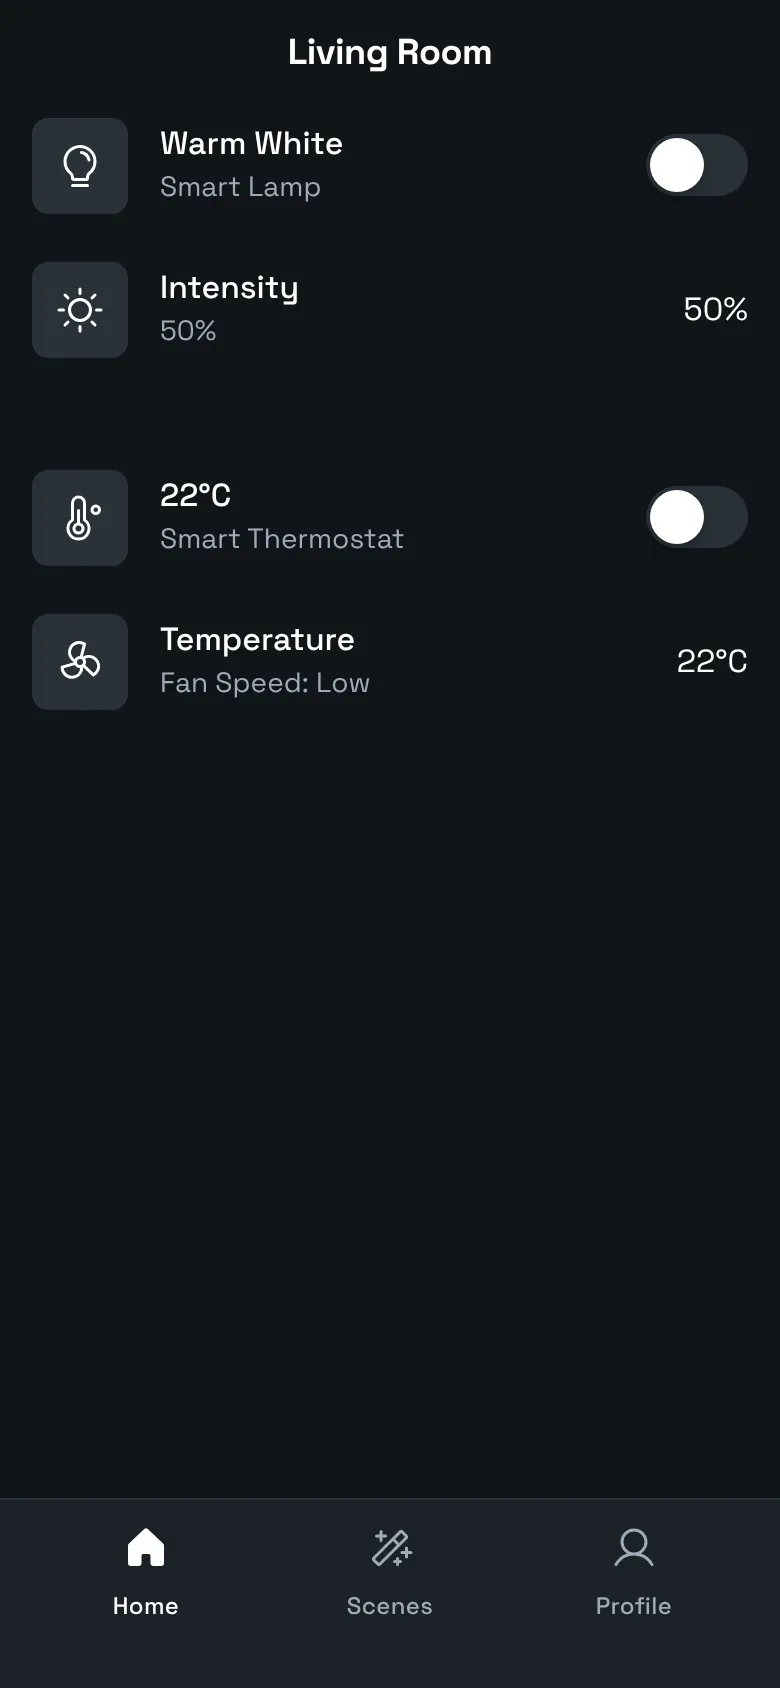 Living Room
Warm White
Smart Lamp
Intensity
50%
50%
22°C
Smart Thermostat
Temperature
Fan Speed: Low
22°C
Home
Scenes
Profile